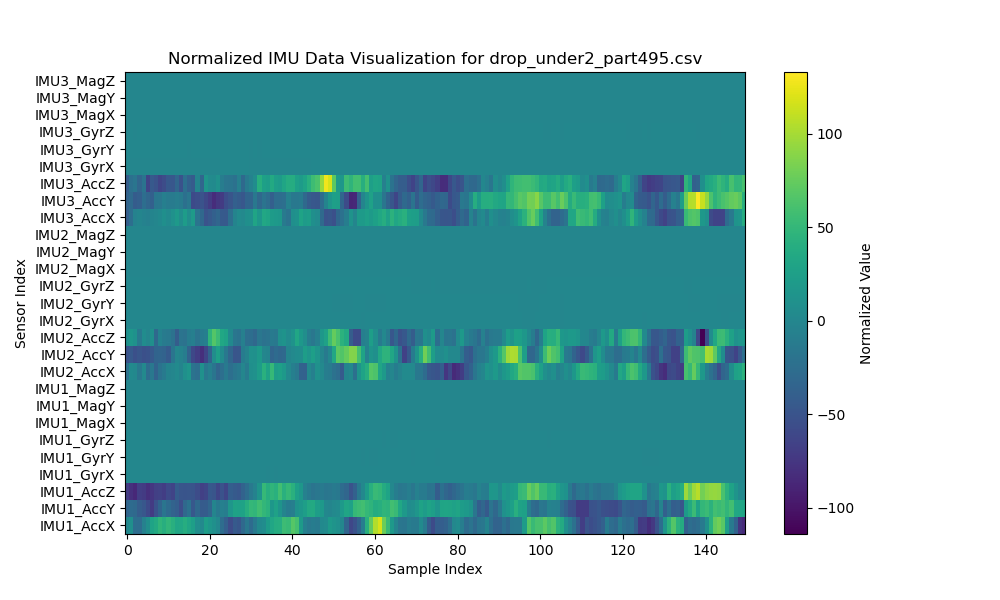 Normalized IMU Data Visualization for drop_under2_part495.csv
IMU3_MagZ
IMU3_MagY
IMU3_MagX
IMU3_GyrZ
IMU3_GyrY
IMU3_GyrX
IMU3_AccZ
IMU3_AccY
IMU3_AccX
IMU2_MagZ
IMU2_MagY
IMU2_MagX
IMU2_GyrZ
IMU2_GyrY
IMU2_GyrX
IMU2_AccZ
IMU2_AccY
IMU2_AccX
IMU1_MagZ
IMU1_MagY
IMU1_MagX
IMU1_GyrZ
IMU1_GyrY
IMU1_GyrX
IMU1_AccZ
IMU1_AccY
IMU1_AccX
Sensor Index
0 20 40 60 80 100 120 140
Sample Index
100
50
0
−50
−100
Normalized Value